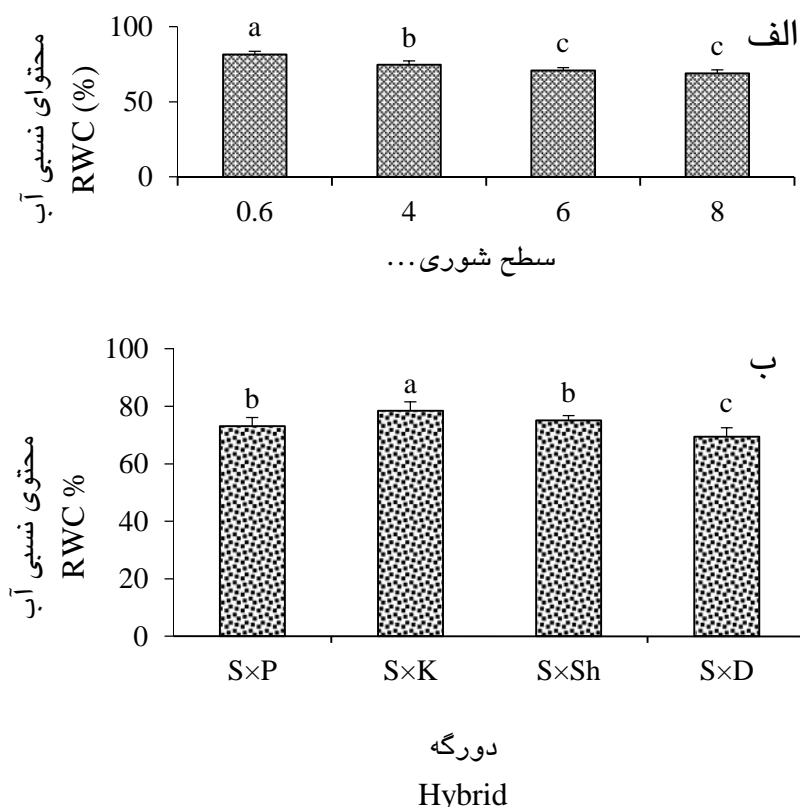 الف
محتوای نسبی آب
RWC (%)
100
50
0
a
b
c
c
0.6
4
6
8
سطح شوری...
ب
محتوی نسبی آب
RWC %
100
80
60
40
20
0
b
a
b
c
S×P
S×K
S×Sh
S×D
دورگه
Hybrid